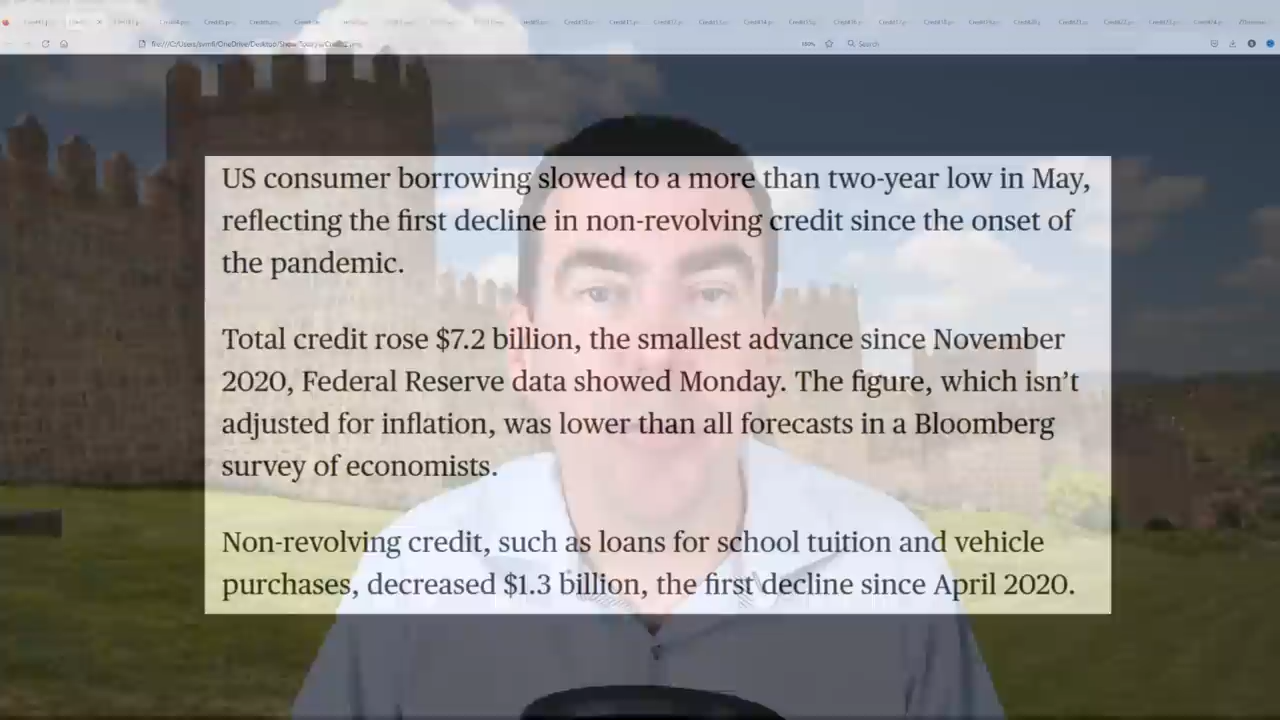 file:///C:/Users/
Search
US consumer borrowing slowed to a more than two-year low in May,
reflecting the first decline in non-revolving credit since the onset of
the pandemic.
Total credit rose $7.2 billion, the smallest advance since November
2020, Federal Reserve data showed Monday. The figure, which isn’t
adjusted for inflation, was lower than all forecasts in a Bloomberg
survey of economists.
Non-revolving credit, such as loans for school tuition and vehicle
purchases, decreased $1.3 billion, the first decline since April 2020.